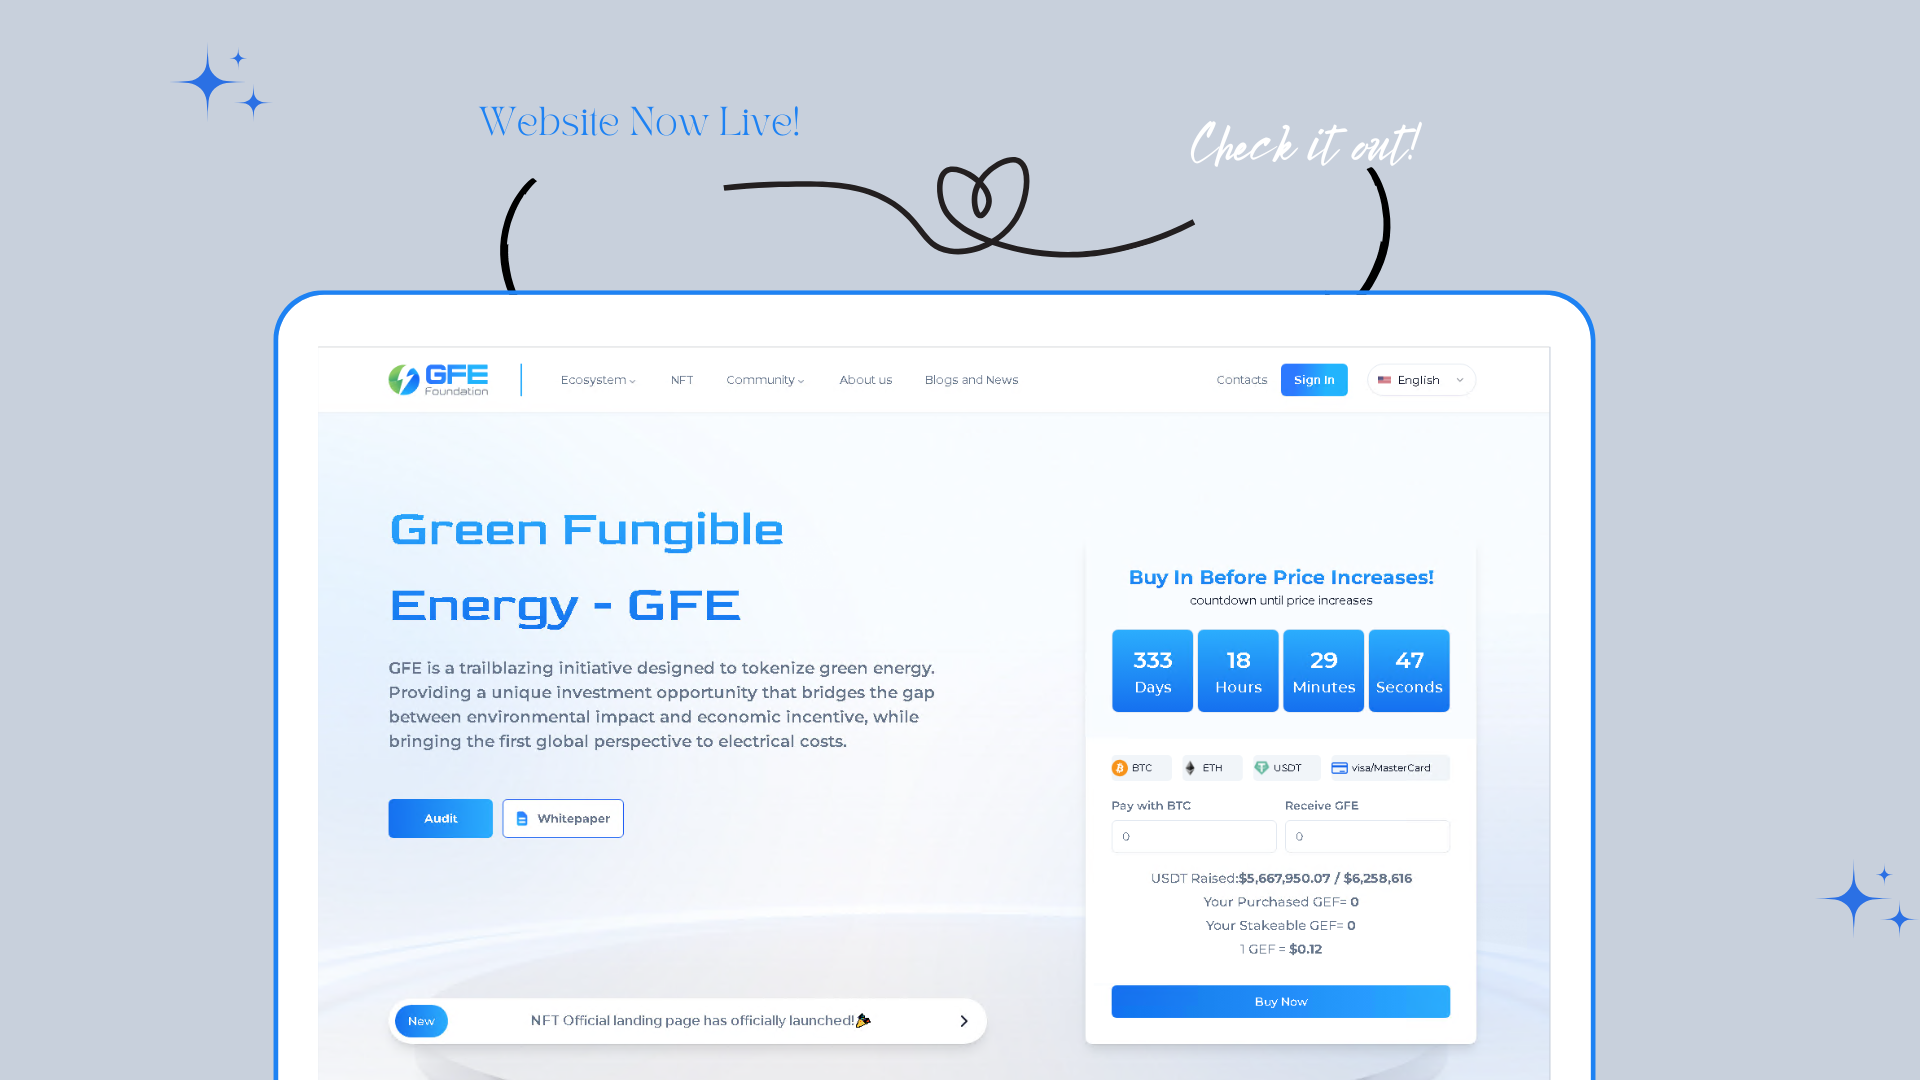 Website Now Live!
Check it out!
GFE
Foundation
Ecosystem
NFT
Community
About us
Blogs and News
Contacts
Sign In
English
Green Fungible
Energy - GFE
GFE is a trailblazing initiative designed to tokenize green energy.
Providing a unique investment opportunity that bridges the gap
between environmental impact and economic incentive, while
bringing the first global perspective to electrical costs.
Audit
Whitepaper
New
NFT Official landing page has officially launched!
Buy In Before Price Increases!
countdown until price increases
333 18 29 47
Days Hours Minutes Seconds
BTC ETH USDT visa/MasterCard
Pay with BTC Receive GFE
0 0
USDT Raised:$5,667,950.07 / $6,258,616
Your Purchased GEF= 0
Your Stakeable GEF= 0
1 GEF = $0.12
Buy Now